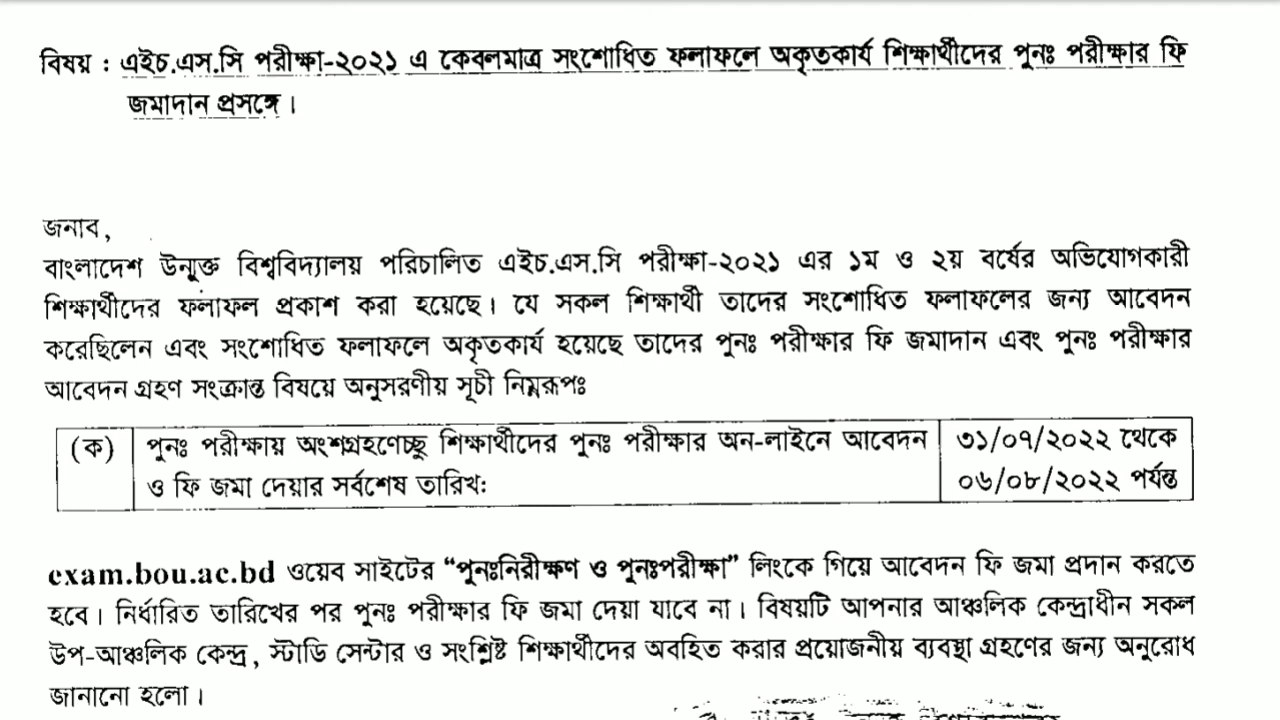 বিষয় : এইচ.এস.সি পরীক্ষা-২০২১ এ কেবলমাত্র সংশোধিত ফলাফলে অকৃতকার্য শিক্ষার্থীদের পুনঃ পরীক্ষার ফি
জমাদান প্রসঙ্গে।
জনাব,
বাংলাদেশ উন্মুক্ত বিশ্ববিদ্যালয় পরিচালিত এইচ.এস.সি পরীক্ষা-২০২১ এর ১ম ও ২য় বর্ষের অভিযোগকারী
শিক্ষার্থীদের ফলাফল প্রকাশ করা হয়েছে। যে সকল শিক্ষার্থী তাদের সংশোধিত ফলাফলের জন্য আবেদন
করেছিলেন এবং সংশোধিত ফলাফলে অকৃতকার্য হয়েছে তাদের পুনঃ পরীক্ষার ফি জমাদান এবং পুনঃ পরীক্ষার
আবেদন গ্রহণ সংক্রান্ত বিষয়ে অনুসরণীয় সূচী নিম্নরূপঃ
(ক) পুনঃ পরীক্ষায় অংশগ্রহণেচ্ছু শিক্ষার্থীদের পুনঃ পরীক্ষার অন-লাইনে আবেদন ৩১/০৭/২০২২ থেকে
ও ফি জমা দেয়ার সর্বশেষ তারিখঃ ০৬/০৮/২০২২ পর্যন্ত
exam.bou.ac.bd ওয়েব সাইটের “পুনঃনিরীক্ষণ ও পুনঃপরীক্ষা” লিংকে গিয়ে আবেদন ফি জমা প্রদান করতে
হবে। নির্ধারিত তারিখের পর পুনঃ পরীক্ষার ফি জমা দেয়া যাবে না। বিষয়টি আপনার আঞ্চলিক কেন্দ্রাধীন সকল
উপ-আঞ্চলিক কেন্দ্র, স্টাডি সেন্টার ও সংশ্লিষ্ট শিক্ষার্থীদের অবহিত করার প্রয়োজনীয় ব্যবস্থা গ্রহণের জন্য অনুরোধ
জানানো হলো।